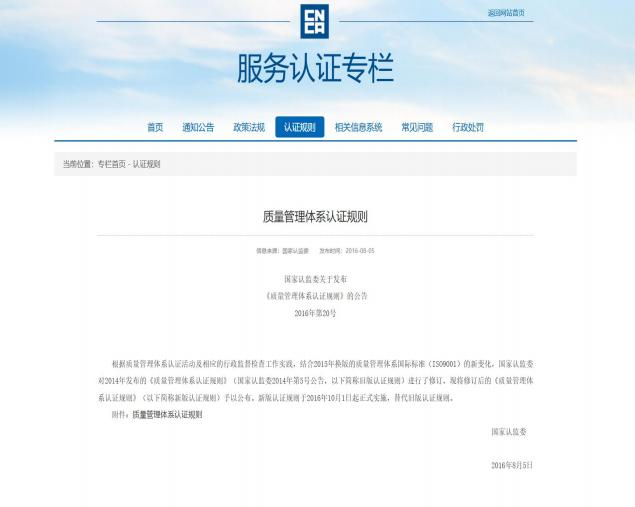 CN
CA
返回网站首页
服务认证专栏
首页 通知公告 政策法规 认证规则 相关信息系统 常见问题 行政处罚
当前位置：专栏首页 - 认证规则
质量管理体系认证规则
信息来源：国家认监委 发布时间：2016-08-05
国家认监委关于发布
《质量管理体系认证规则》的公告
2016年第20号
根据质量管理体系认证活动及相应的行政监督检查工作实践，结合2015年换版的质量管理体系国际标准（ISO9001）的新变化，国家认监委
对2014年发布的《质量管理体系认证规则》（国家认监委2014年第5号公告，以下简称旧版认证规则）进行了修订，现将修订后的《质量管理体
系认证规则》（以下简称新版认证规则）予以公布，新版认证规则于2016年10月1日起正式实施，替代旧版认证规则。
附件：质量管理体系认证规则
国家认监委
2016年8月5日